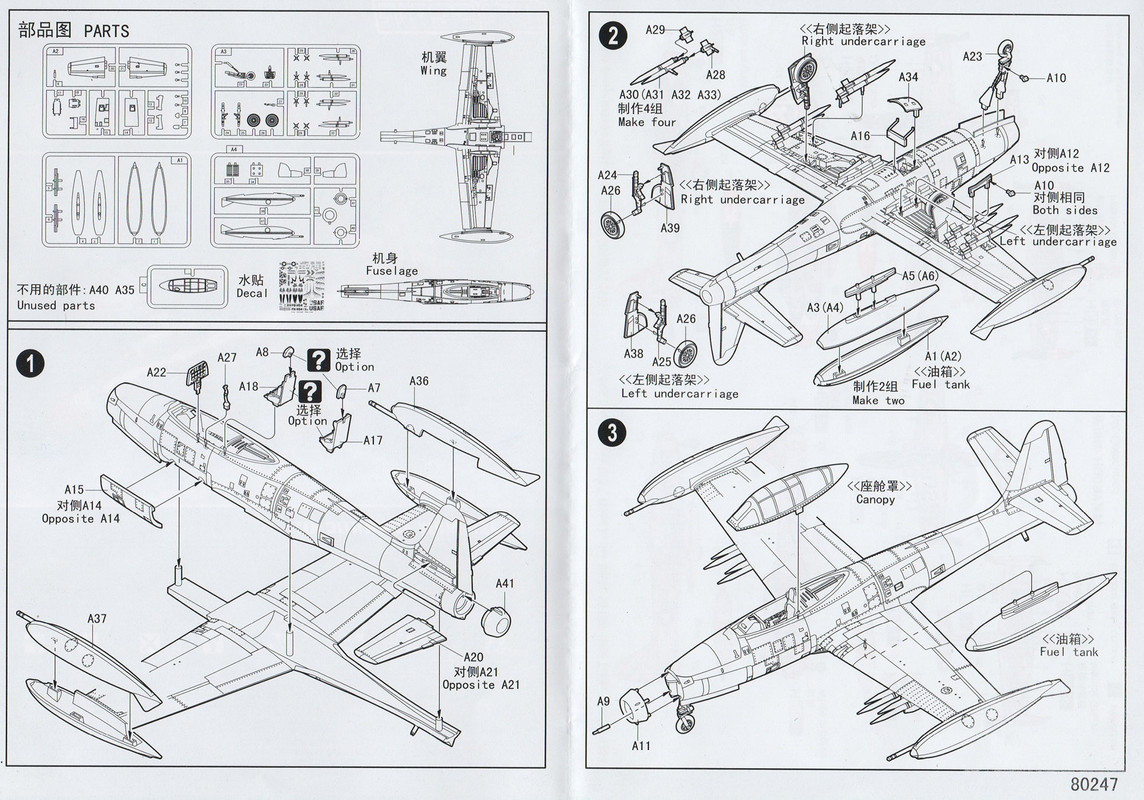 部品图 PARTS
A2
A3
A1
A4
机翼
Wing
机身
Fuselage
不用的部件:A40 A35
Unused parts
水贴
Decal
1
A22
A27
A8
?
选择
Option
A18
?
选择
Option
A7
A17
A36
A15
对侧A14
Opposite A14
A41
A37
A20
对侧A21
Opposite A21
2
A29
A28
A30(A31 A32 A33)
制作4组
Make four
<<右侧起落架>>
Right undercarriage
A34
A16
A23
A10
对侧A12
A13 Opposite A12
A10
对侧相同
Both sides
<<左侧起落架>>
Left undercarriage
A24
A26
<<右侧起落架>>
Right undercarriage
A39
A5(A6)
A3(A4)
A1(A2)
<<油箱>>
Fuel tank
制作2组
Make two
A38
A25
A26
<<左侧起落架>>
Left undercarriage
3
<<座舱罩>>
Canopy
<<油箱>>
Fuel tank
A9
A11
80247